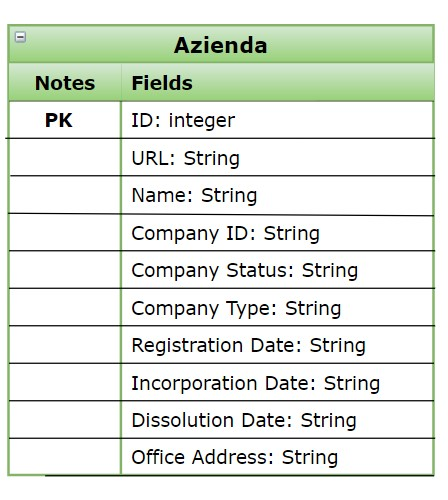 Azienda
Notes Fields
PK ID: integer
URL: String
Name: String
Company ID: String
Company Status: String
Company Type: String
Registration Date: String
Incorporation Date: String
Dissolution Date: String
Office Address: String